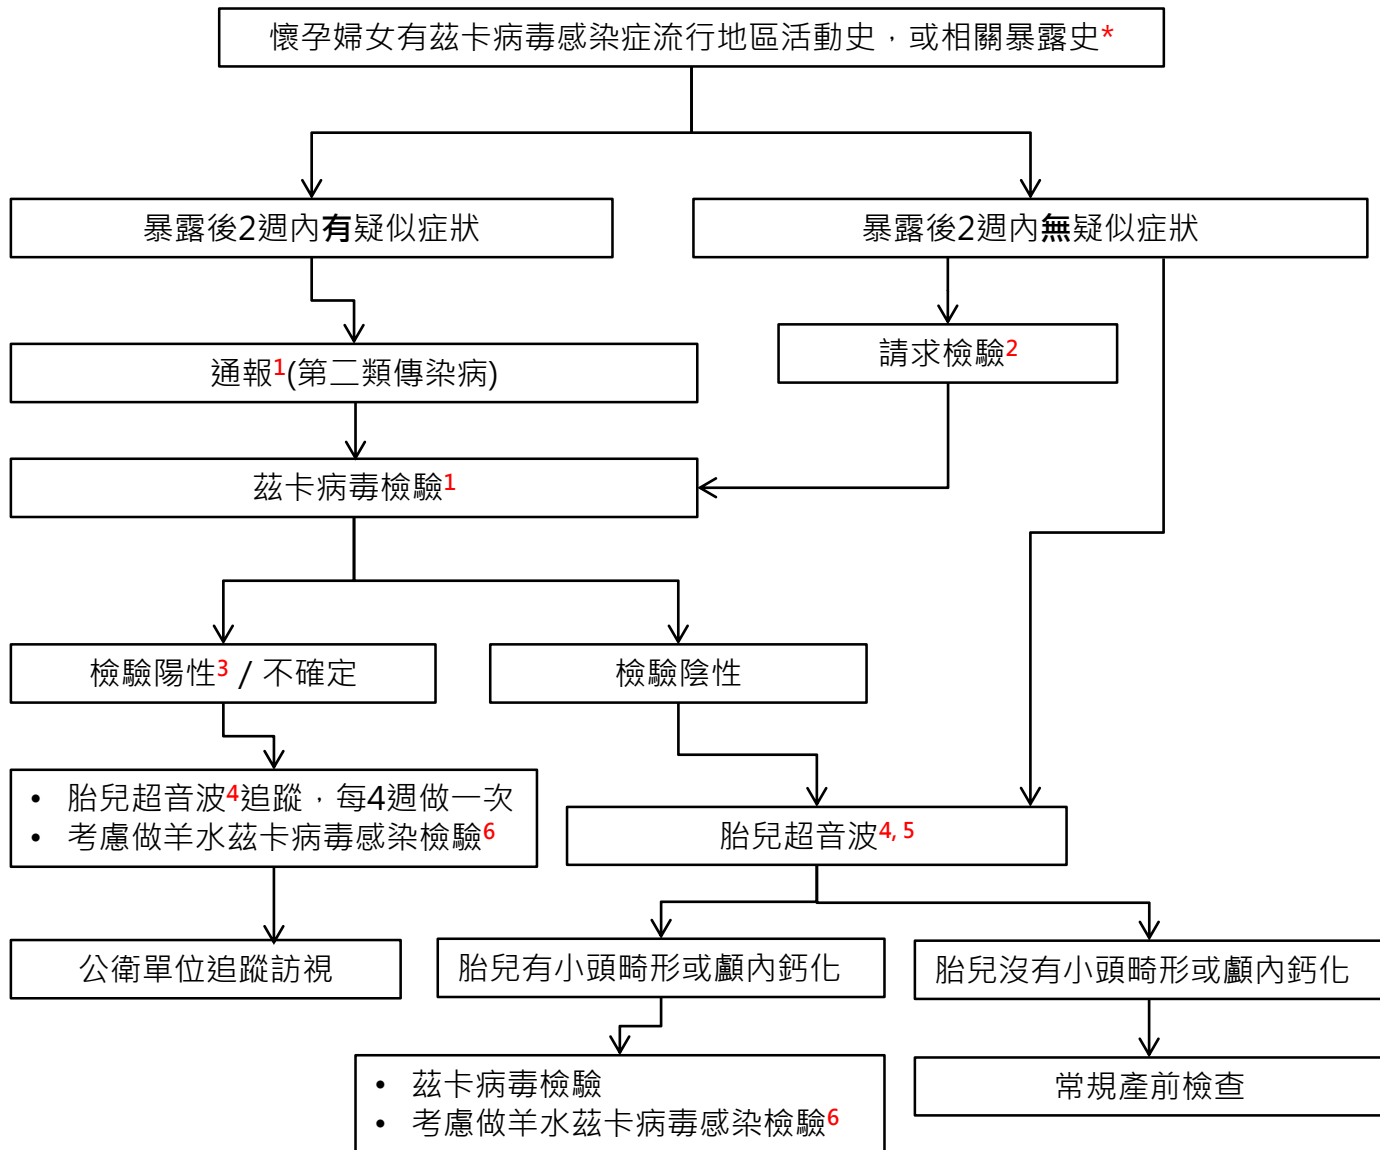 懷孕婦女有茲卡病毒感染症流行地區活動史，或相關暴露史*
暴露後2週內有疑似症狀
暴露後2週內無疑似症狀
通報1(第二類傳染病)
請求檢驗2
茲卡病毒檢驗1
檢驗陽性3 / 不確定
檢驗陰性
• 胎兒超音波4追蹤，每4週做一次
• 考慮做羊水茲卡病毒感染檢驗6
胎兒超音波4, 5
公衛單位追蹤訪視
胎兒有小頭畸形或顱內鈣化
胎兒沒有小頭畸形或顱內鈣化
• 茲卡病毒檢驗
• 考慮做羊水茲卡病毒感染檢驗6
常規產前檢查